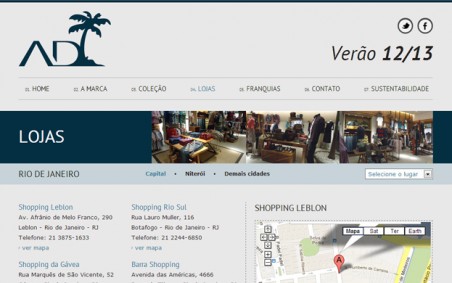 AD
Verão 12/13
01. HOME
02. A MARCA
03. COLEÇÃO
04. LOJAS
05. FRANQUIAS
06. CONTATO
07. SUSTENTABILIDADE
LOJAS
RIO DE JANEIRO
Capital • Niterói • Demais cidades
Selecione o lugar
Shopping Leblon
Av. Afrânio de Melo Franco, 290
Leblon - Rio de Janeiro - RJ
Telefone: 21 3875-1633
› ver mapa
Shopping da Gávea
Rua Marquês de São Vicente, 52
Shopping Rio Sul
Rua Lauro Muller, 116
Botafogo - Rio de Janeiro - RJ
Telefone: 21 2244-8850
› ver mapa
Barra Shopping
Avenida das Américas, 4666
SHOPPING LEBLON
Mapa
Sat
Ter
Earth
A